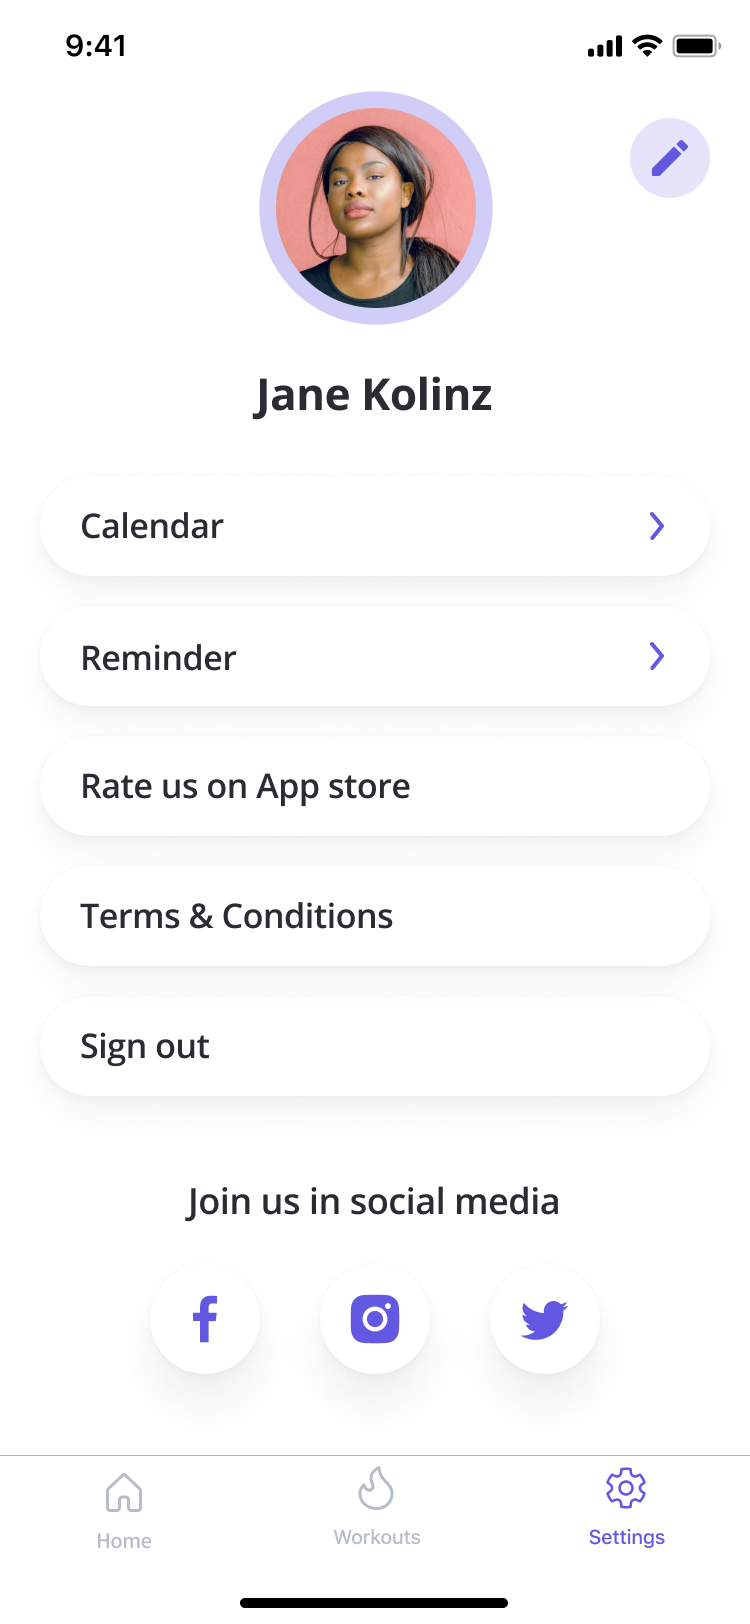 9:41
Jane Kolinz
Calendar
Reminder
Rate us on App store
Terms & Conditions
Sign out
Join us in social media
Home
Workouts
Settings